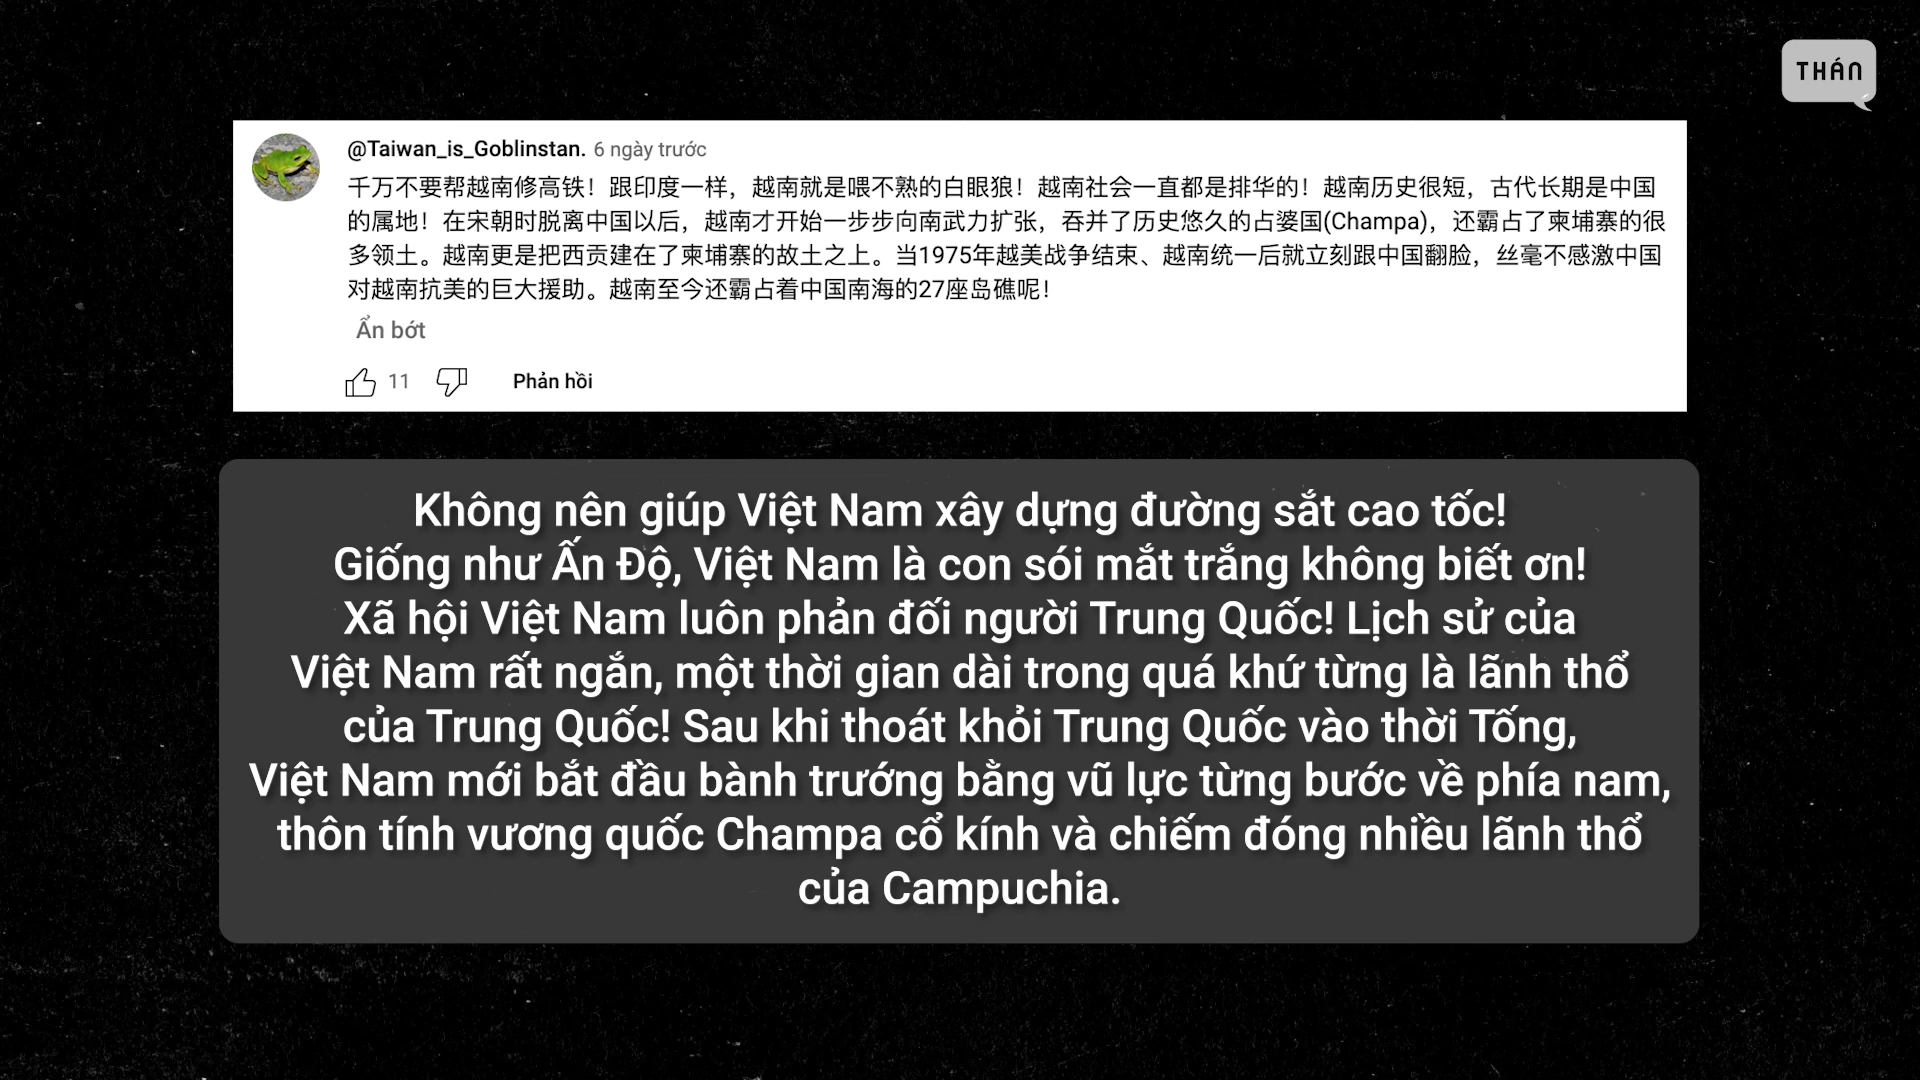 THÁN
@Taiwan_is_Goblinstan. 6 ngày trước
千万不要帮越南修高铁！跟印度一样，越南就是喂不熟的白眼狼！越南社会一直都是排华的！越南历史很短，古代长期是中国
的属地！在宋朝时脱离中国以后，越南才开始一步步向南武力扩张，吞并了历史悠久的占婆国(Champa)，还霸占了柬埔寨的很
多领土。越南更是把西贡建在了柬埔寨的故土之上。当1975年越美战争结束、越南统一后就立刻跟中国翻脸，丝毫不感激中国
对越南抗美的巨大援助。越南至今还霸占着中国南海的27座岛礁呢！
Ẩn bớt
11 Phản hồi
Không nên giúp Việt Nam xây dựng đường sắt cao tốc!
Giống như Ấn Độ, Việt Nam là con sói mắt trắng không biết ơn!
Xã hội Việt Nam luôn phản đối người Trung Quốc! Lịch sử của
Việt Nam rất ngắn, một thời gian dài trong quá khứ từng là lãnh thổ
của Trung Quốc! Sau khi thoát khỏi Trung Quốc vào thời Tống,
Việt Nam mới bắt đầu bành trướng bằng vũ lực từng bước về phía nam,
thôn tính vương quốc Champa cổ kính và chiếm đóng nhiều lãnh thổ
của Campuchia.